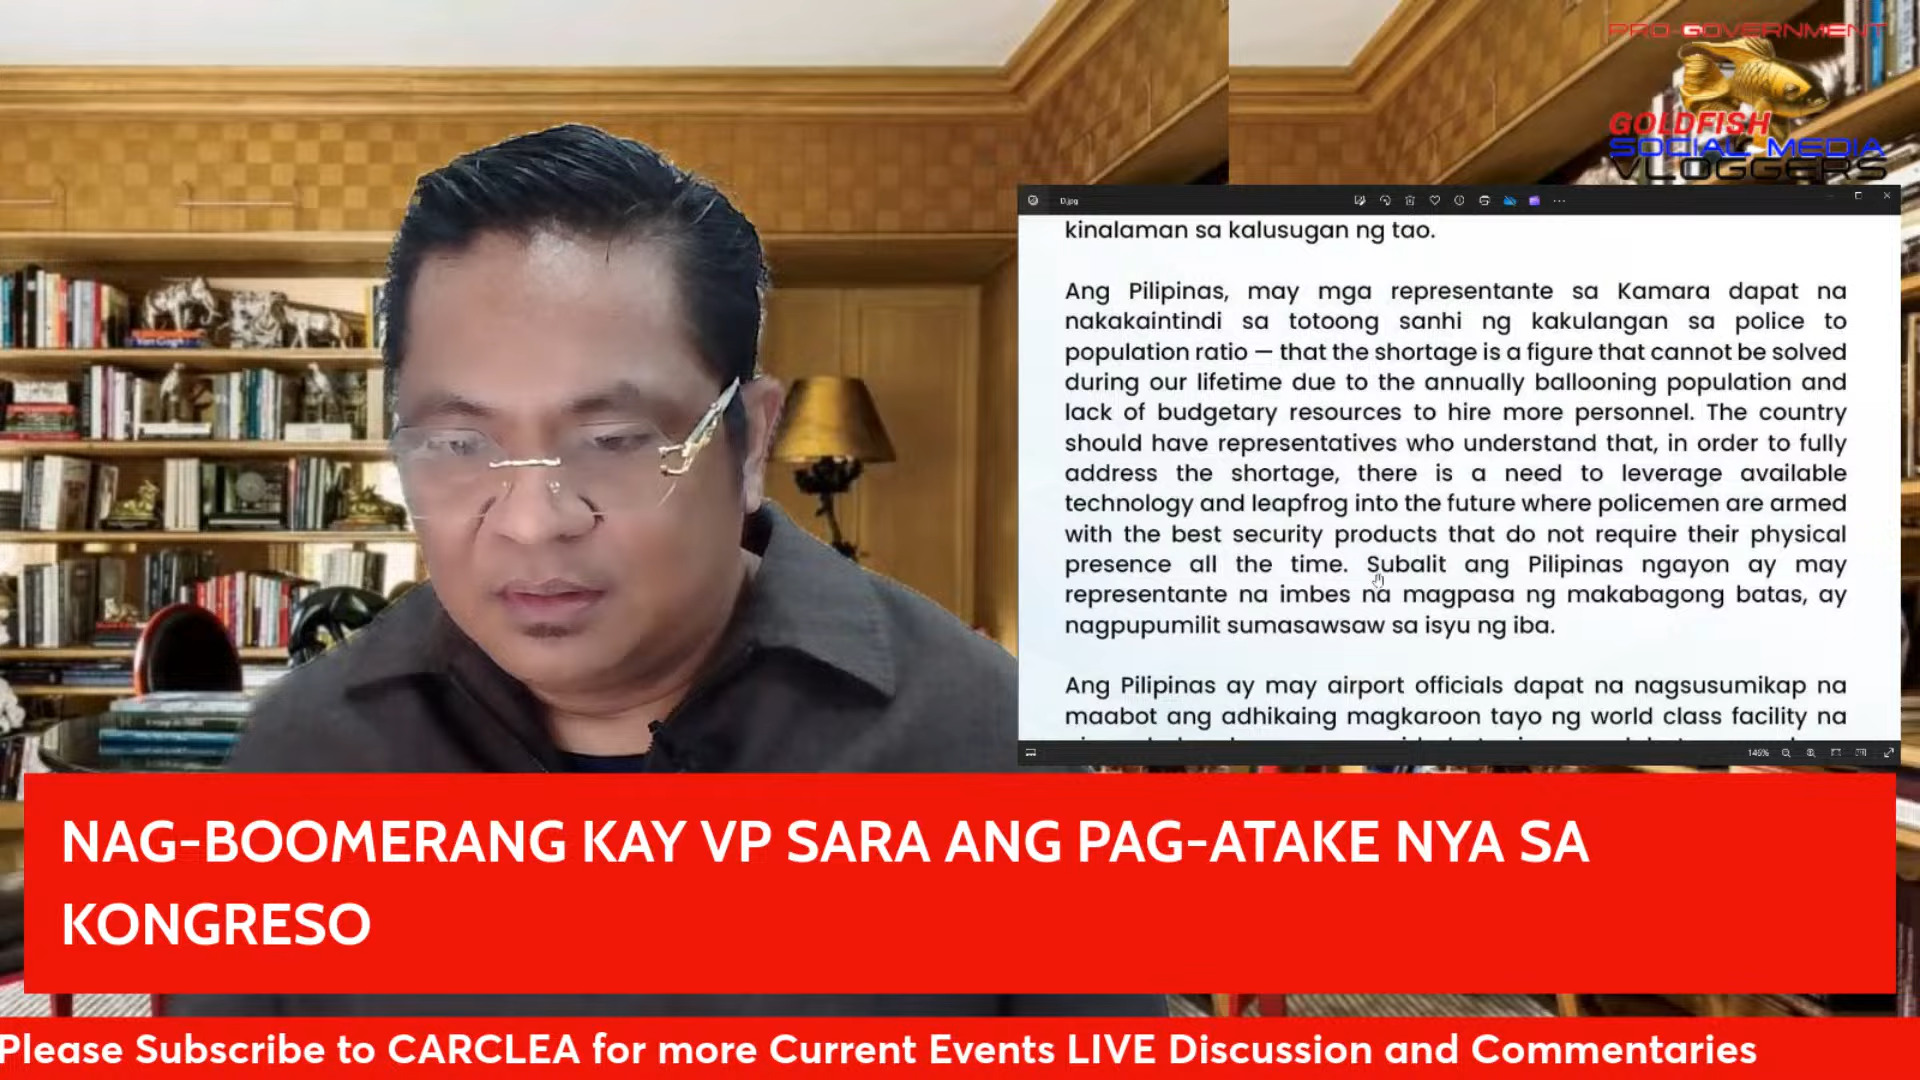 PRO-GOVERNMENT
GOLDFISH
SOCIAL MEDIA
VLOGGERS
D.jpg
kinalaman sa kalusugan ng tao.
Ang Pilipinas, may mga representante sa Kamara dapat na
nakakaintindi sa totoong sanhi ng kakulangan sa police to
population ratio — that the shortage is a figure that cannot be solved
during our lifetime due to the annually ballooning population and
lack of budgetary resources to hire more personnel. The country
should have representatives who understand that, in order to fully
address the shortage, there is a need to leverage available
technology and leapfrog into the future where policemen are armed
with the best security products that do not require their physical
presence all the time. Subalit ang Pilipinas ngayon ay may
representante na imbes na magpasa ng makabagong batas, ay
nagpupumilit sumasawsaw sa isyu ng iba.
Ang Pilipinas ay may airport officials dapat na nagsusumikap na
maabot ang adhikaing magkaroon tayo ng world class facility na
146%
NAG-BOOMERANG KAY VP SARA ANG PAG-ATAKE NYA SA
KONGRESO
Please Subscribe to CARCLEA for more Current Events LIVE Discussion and Commentaries